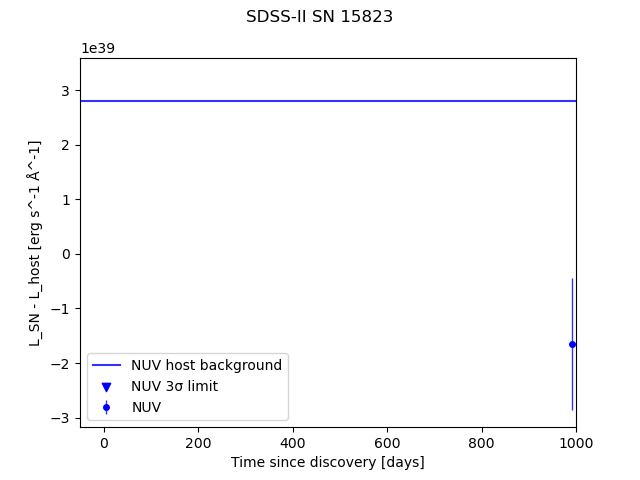 SDSS-II SN 15823
1e39
3
2
1
0
−1
−2
−3
L_SN - L_host [erg s^-1 Å^-1]
NUV host background
NUV 3σ limit
NUV
0 200 400 600 800 1000
Time since discovery [days]